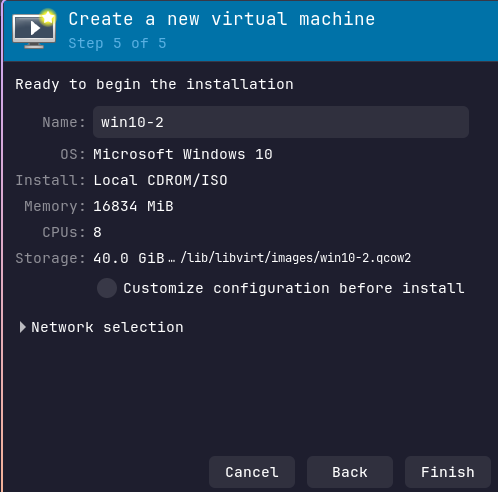 Create a new virtual machine
Step 5 of 5
Ready to begin the installation
Name: win10-2
OS: Microsoft Windows 10
Install: Local CDROM/ISO
Memory: 16834 MiB
CPUs: 8
Storage: 40.0 GiB … /lib/libvirt/images/win10-2.qcow2
Customize configuration before install
Network selection
Cancel Back Finish